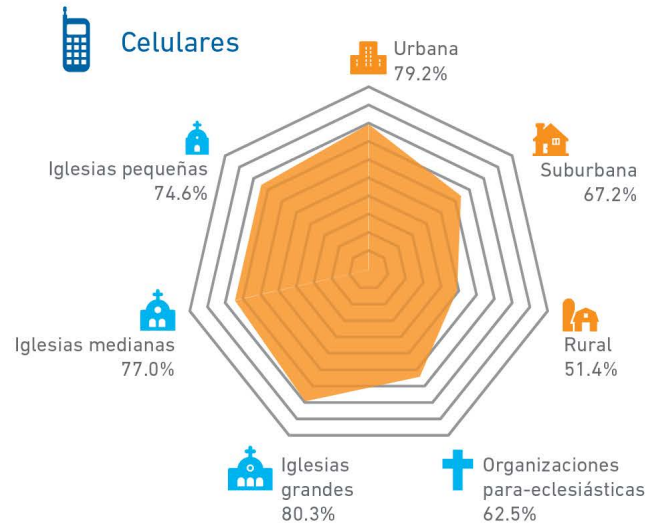 Celulares
Urbana
79.2%
Suburbana
67.2%
Rural
51.4%
Organizaciones
para-eclesiásticas
62.5%
Iglesias
grandes
80.3%
Iglesias medianas
77.0%
Iglesias pequeñas
74.6%